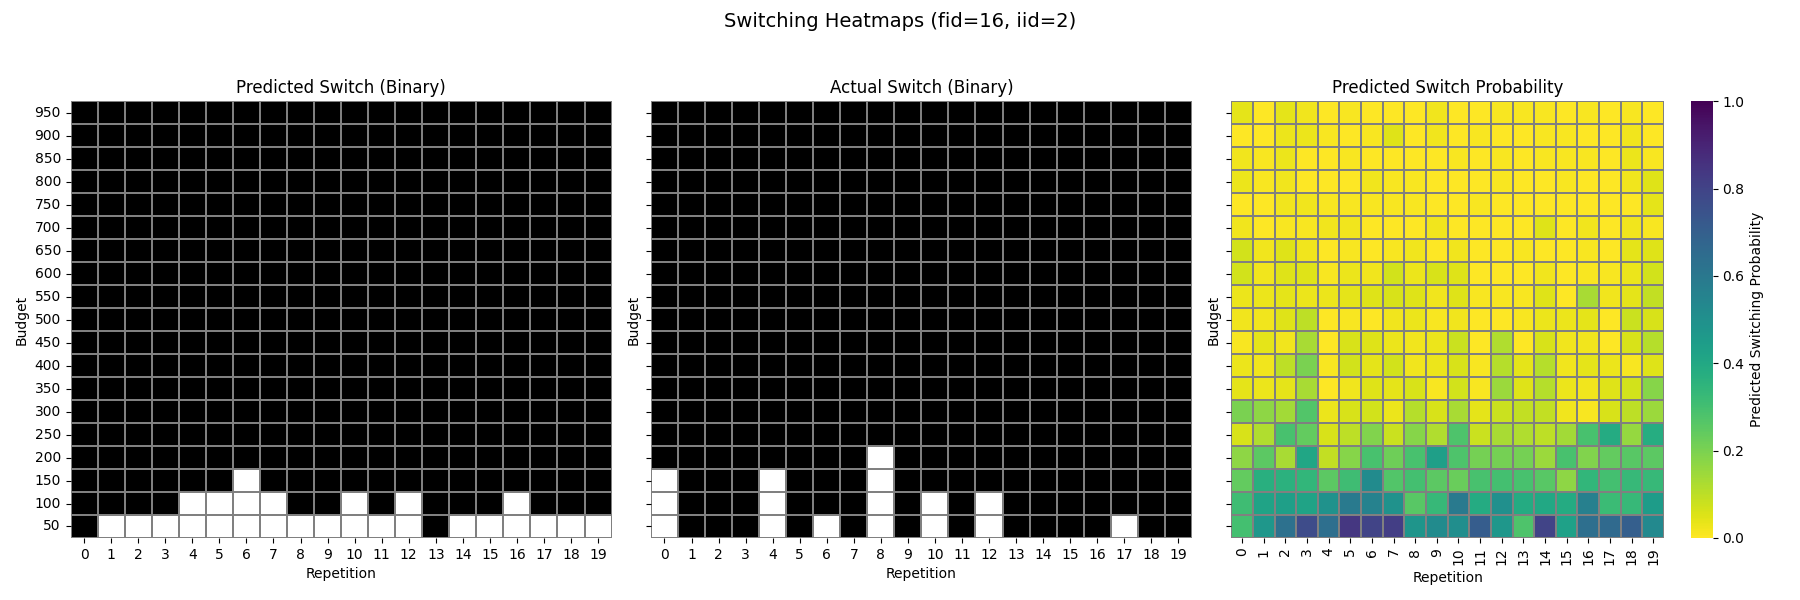 Switching Heatmaps (fid=16, iid=2)
Predicted Switch (Binary)
Budget
950
900
850
800
750
700
650
600
550
500
450
400
350
300
250
200
150
100
50
0 1 2 3 4 5 6 7 8 9 10 11 12 13 14 15 16 17 18 19
Repetition
Actual Switch (Binary)
Budget
0 1 2 3 4 5 6 7 8 9 10 11 12 13 14 15 16 17 18 19
Repetition
Predicted Switch Probability
Budget
0 1 2 3 4 5 6 7 8 9 10 11 12 13 14 15 16 17 18 19
Repetition
1.0
0.8
0.6
0.4
0.2
0.0
Predicted Switching Probability